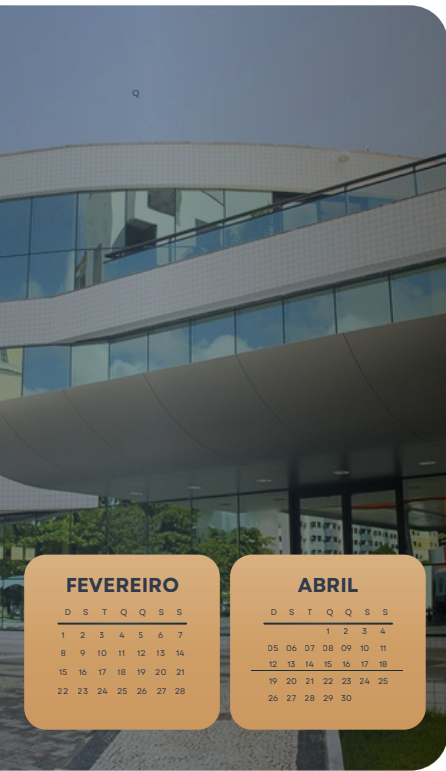 Q
FEVEREIRO
D S T Q Q S S
1 2 3 4 5 6 7
8 9 10 11 12 13 14
15 16 17 18 19 20 21
22 23 24 25 26 27 28
ABRIL
D S T Q Q S S
1 2 3 4
05 06 07 08 09 10 11
12 13 14 15 16 17 18
19 20 21 22 23 24 25
26 27 28 29 30